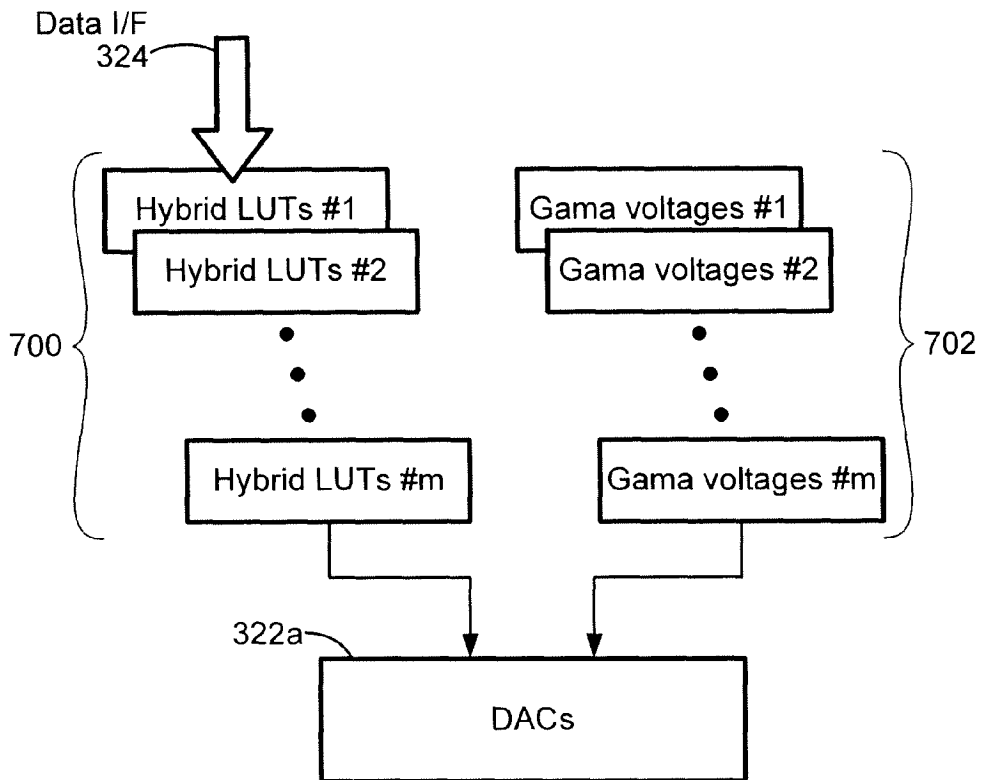 Data I/F
324
Hybrid LUTs #1
Hybrid LUTs #2
Gama voltages #1
Gama voltages #2
700
702
Hybrid LUTs #m
Gama voltages #m
322a
DACs